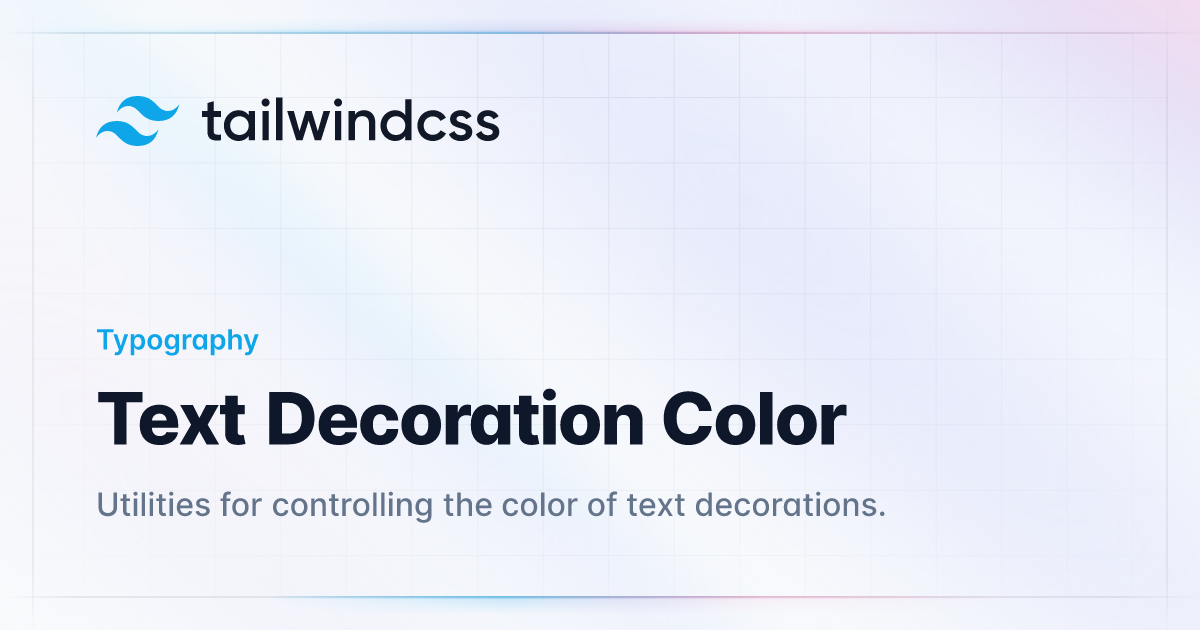 tailwindcss
Typography
Text Decoration Color
Utilities for controlling the color of text decorations.